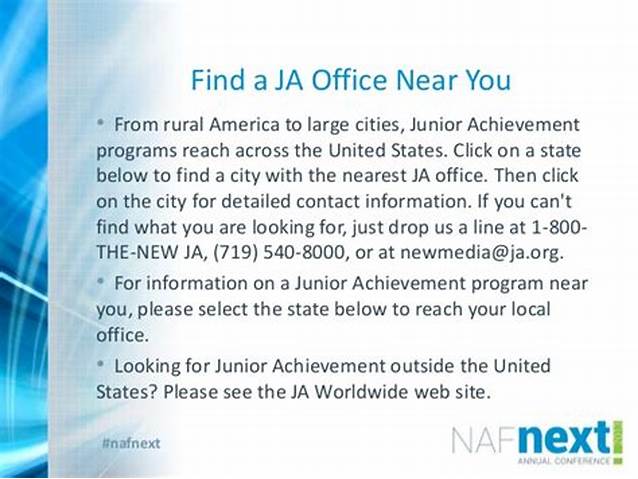 Find a JA Office Near You
• From rural America to large cities, Junior Achievement
programs reach across the United States. Click on a state
below to find a city with the nearest JA office. Then click
on the city for detailed contact information. If you can't
find what you are looking for, just drop us a line at 1-800-
THE-NEW JA, (719) 540-8000, or at newmedia@ja.org.
• For information on a Junior Achievement program near
you, please select the state below to reach your local
office.
• Looking for Junior Achievement outside the United
States? Please see the JA Worldwide web site.
#nafnext
NAFnext
ANNUAL CONFERENCE